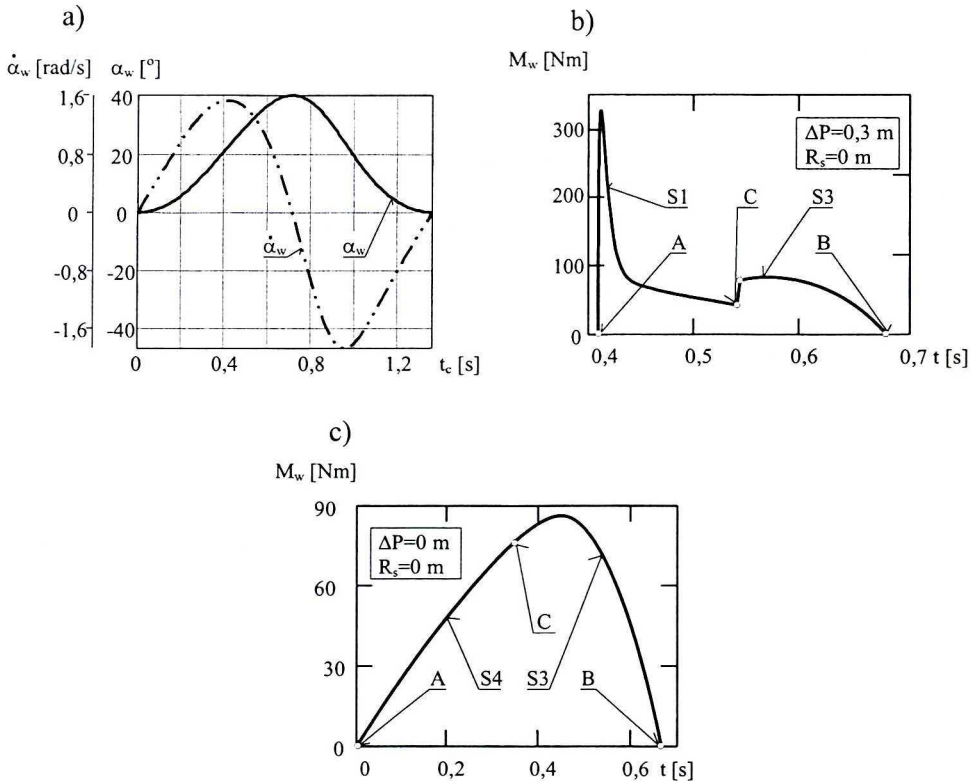 a)
α̇w [rad/s] αw [°]
1,6 40
0,8 20
0 0
-0,8 -20
-1,6 -40
α̇w αw
0 0,4 0,8 1,2
tc [s]
b)
Mw [Nm]
300
200
100
0
ΔP=0,3 m
Rs=0 m
S1 C S3
A B
0,4 0,5 0,6 0,7 t [s]
c)
Mw [Nm]
90
60
30
0
ΔP=0 m
Rs=0 m
C
A S4 S3 B
0 0,2 0,4 0,6 t [s]